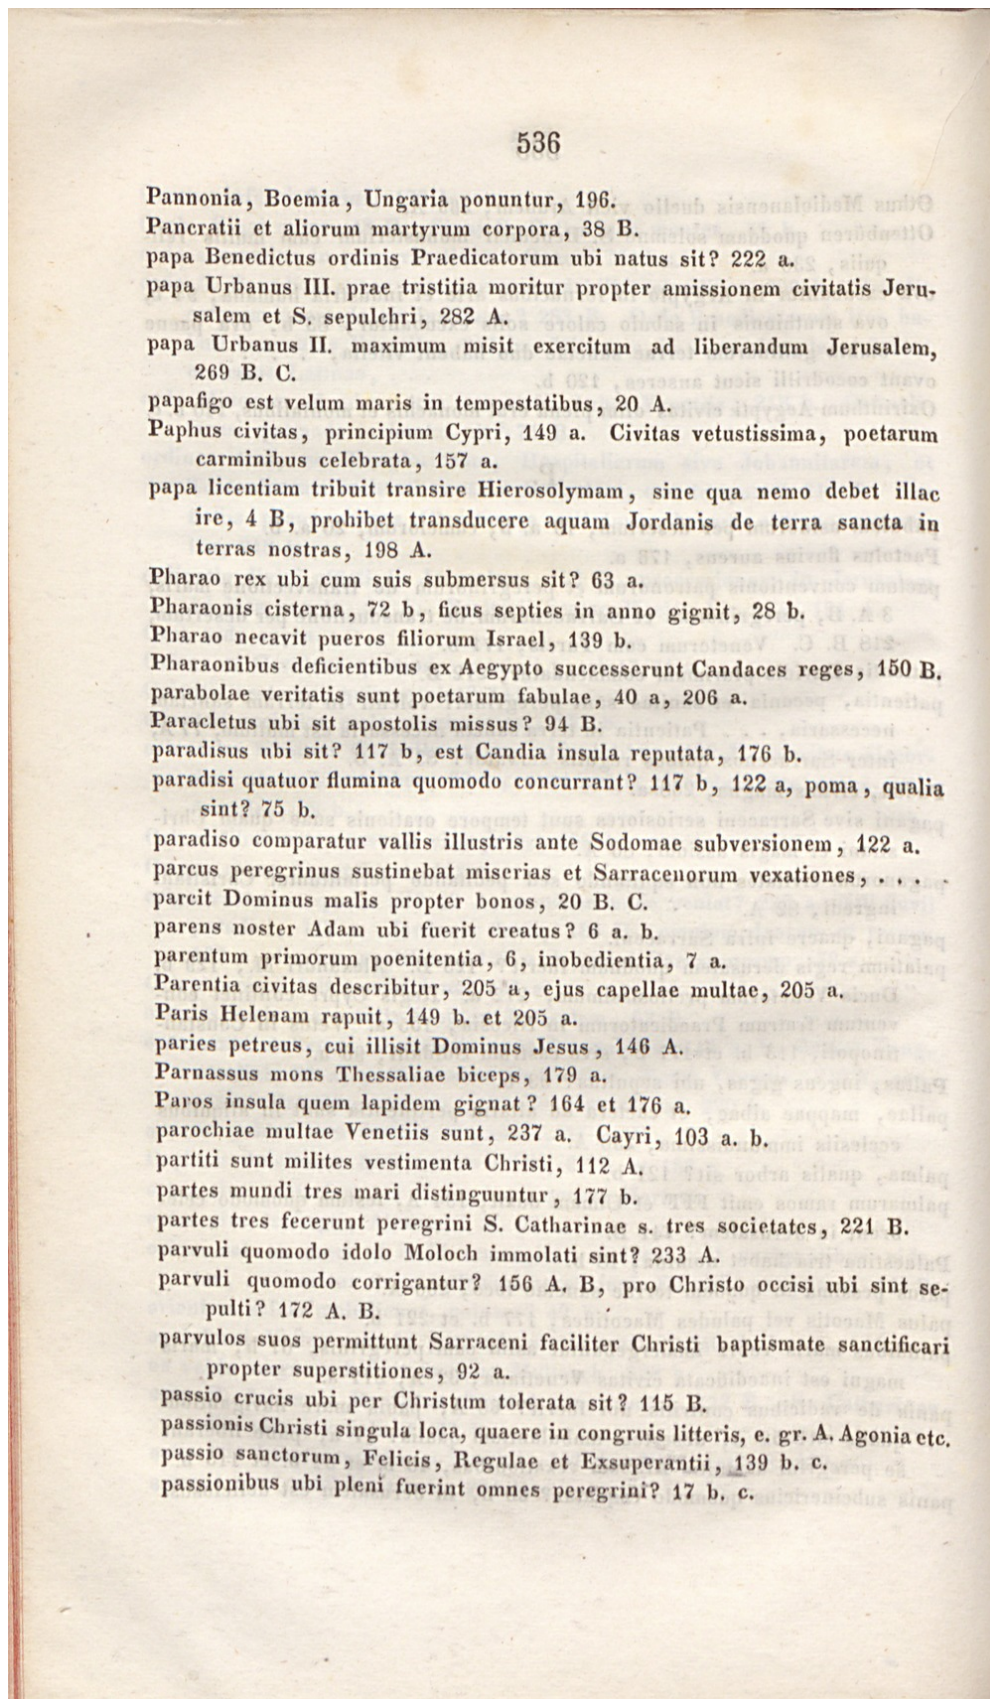 536
Pannonia, Boemia, Ungaria ponuntur, 196.
Pancratii et aliorum martyrum corpora, 38 B.
papa Benedictus ordinis Praedicatorum ubi natus sit? 222 a.
papa Urbanus III. prae tristitia moritur propter amissionem civitatis Jeru-
salem et S. sepulchri, 282 A.
papa Urbanus II. maximum misit exercitum ad liberandum Jerusalem,
269 B. C.
papafigo est velum maris in tempestatibus, 20 A.
Paphus civitas, principium Cypri, 149 a. Civitas vetustissima, poetarum
carminibus celebrata, 157 a.
papa licentiam tribuit transire Hierosolymam, sine qua nemo debet illac
ire, 4 B, prohibet transducere aquam Jordanis de terra sancta in
terras nostras, 198 A.
Pharao rex ubi cum suis submersus sit? 63 a.
Pharaonis cisterna, 72 b, ficus septies in anno gignit, 28 b.
Pharao necavit pueros filiorum Israel, 139 b.
Pharaonibus deficientibus ex Aegypto successerunt Candaces reges, 150 B.
parabolae veritatis sunt poetarum fabulae, 40 a, 206 a.
Paracletus ubi sit apostolis missus? 94 B.
paradisus ubi sit? 117 b, est Candia insula reputata, 176 b.
paradisi quatuor flumina quomodo concurrant? 117 b, 122 a, poma, qualia
sint? 75 b.
paradiso comparatur vallis illustris ante Sodomae subversionem, 122 a.
parcus peregrinus sustinebat miserias et Sarracenorum vexationes, . . . .
parcit Dominus malis propter bonos, 20 B. C.
parens noster Adam ubi fuerit creatus? 6 a. b.
parentum primorum poenitentia, 6, inobedientia, 7 a.
Parentia civitas describitur, 205 a, ejus capellae multae, 205 a.
Paris Helenam rapuit, 149 b. et 205 a.
paries petreus, cui illisit Dominus Jesus, 146 A.
Parnassus mons Thessaliae biceps, 179 a.
Paros insula quem lapidem gignat? 164 et 176 a.
parochiae multae Venetiis sunt, 237 a. Cayri, 103 a. b.
partiti sunt milites vestimenta Christi, 112 A.
partes mundi tres mari distinguuntur, 177 b.
partes tres fecerunt peregrini S. Catharinae s. tres societates, 221 B.
parvuli quomodo idolo Moloch immolati sint? 233 A.
parvuli quomodo corrigantur? 156 A. B, pro Christo occisi ubi sint se-
pulti? 172 A. B.
parvulos suos permittunt Sarraceni faciliter Christi baptismate sanctificari
propter superstitiones, 92 a.
passio crucis ubi per Christum tolerata sit? 115 B.
passionis Christi singula loca, quaere in congruis litteris, e. gr. A. Agonia etc.
passio sanctorum, Felicis, Regulae et Exsuperantii, 139 b. c.
passionibus ubi pleni fuerint omnes peregrini? 17 b. c.